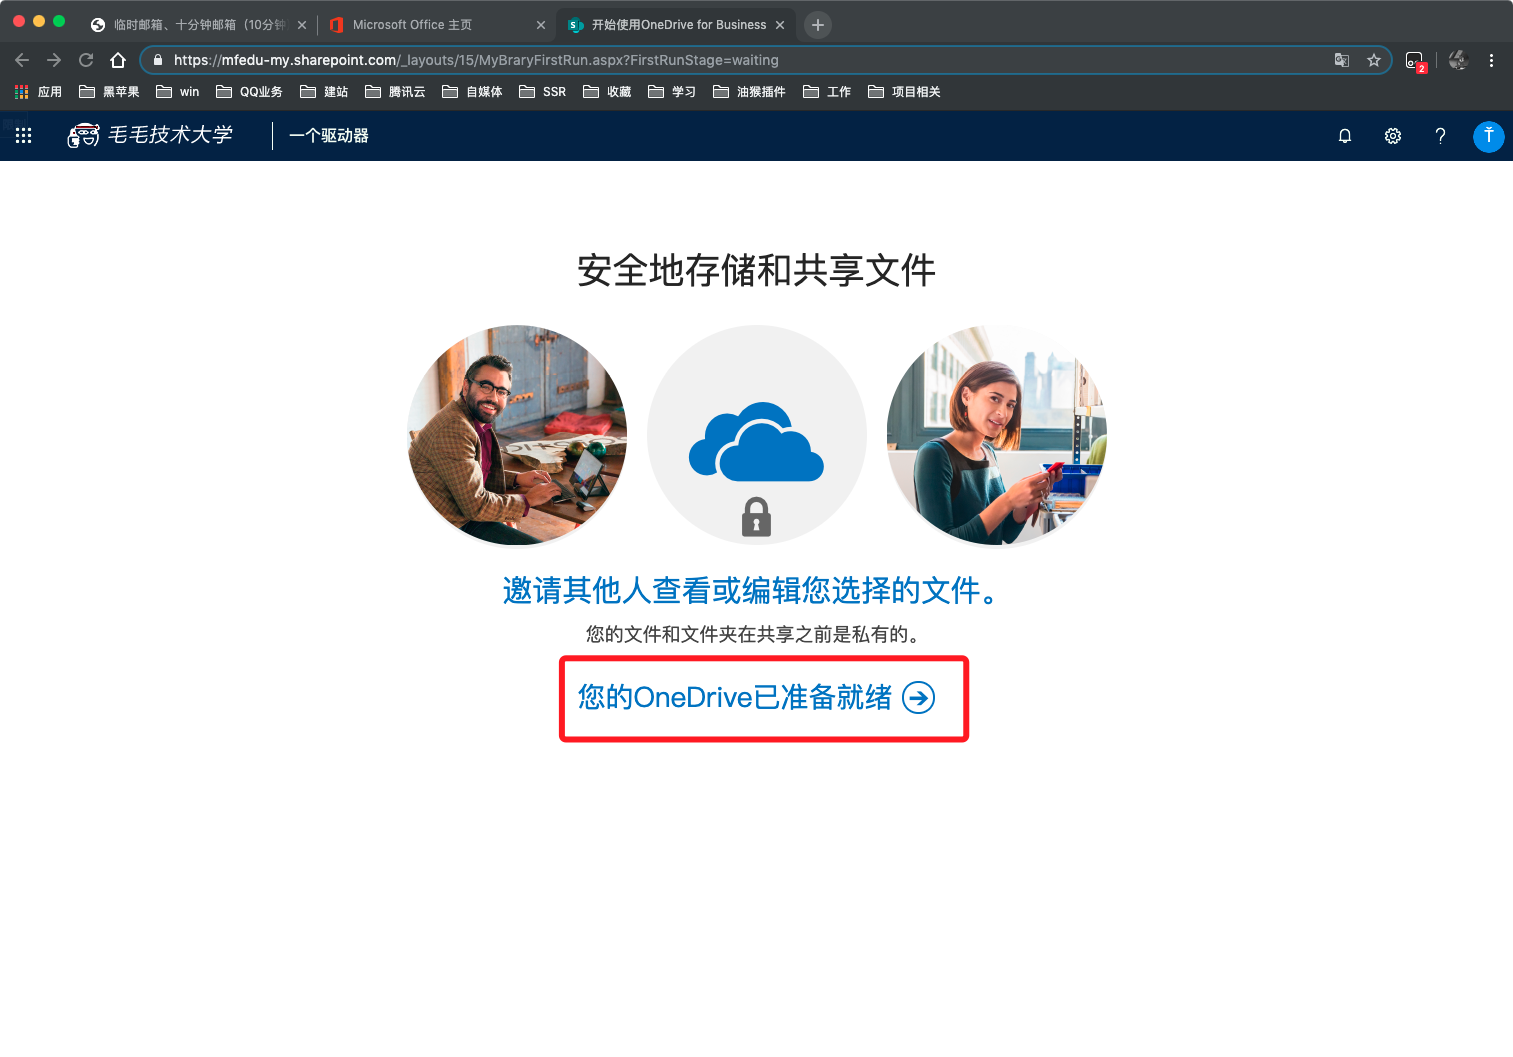 临时邮箱、十分钟邮箱（10分钟
Microsoft Office 主页
开始使用OneDrive for Business
https://mfedu-my.sharepoint.com/_layouts/15/MyBraryFirstRun.aspx?FirstRunStage=waiting
2
应用
黑苹果
win
QQ业务
建站
腾讯云
自媒体
SSR
收藏
学习
油猴插件
工作
项目相关
毛毛技术大学
一个驱动器
Ť
安全地存储和共享文件
邀请其他人查看或编辑您选择的文件。
您的文件和文件夹在共享之前是私有的。
您的OneDrive已准备就绪